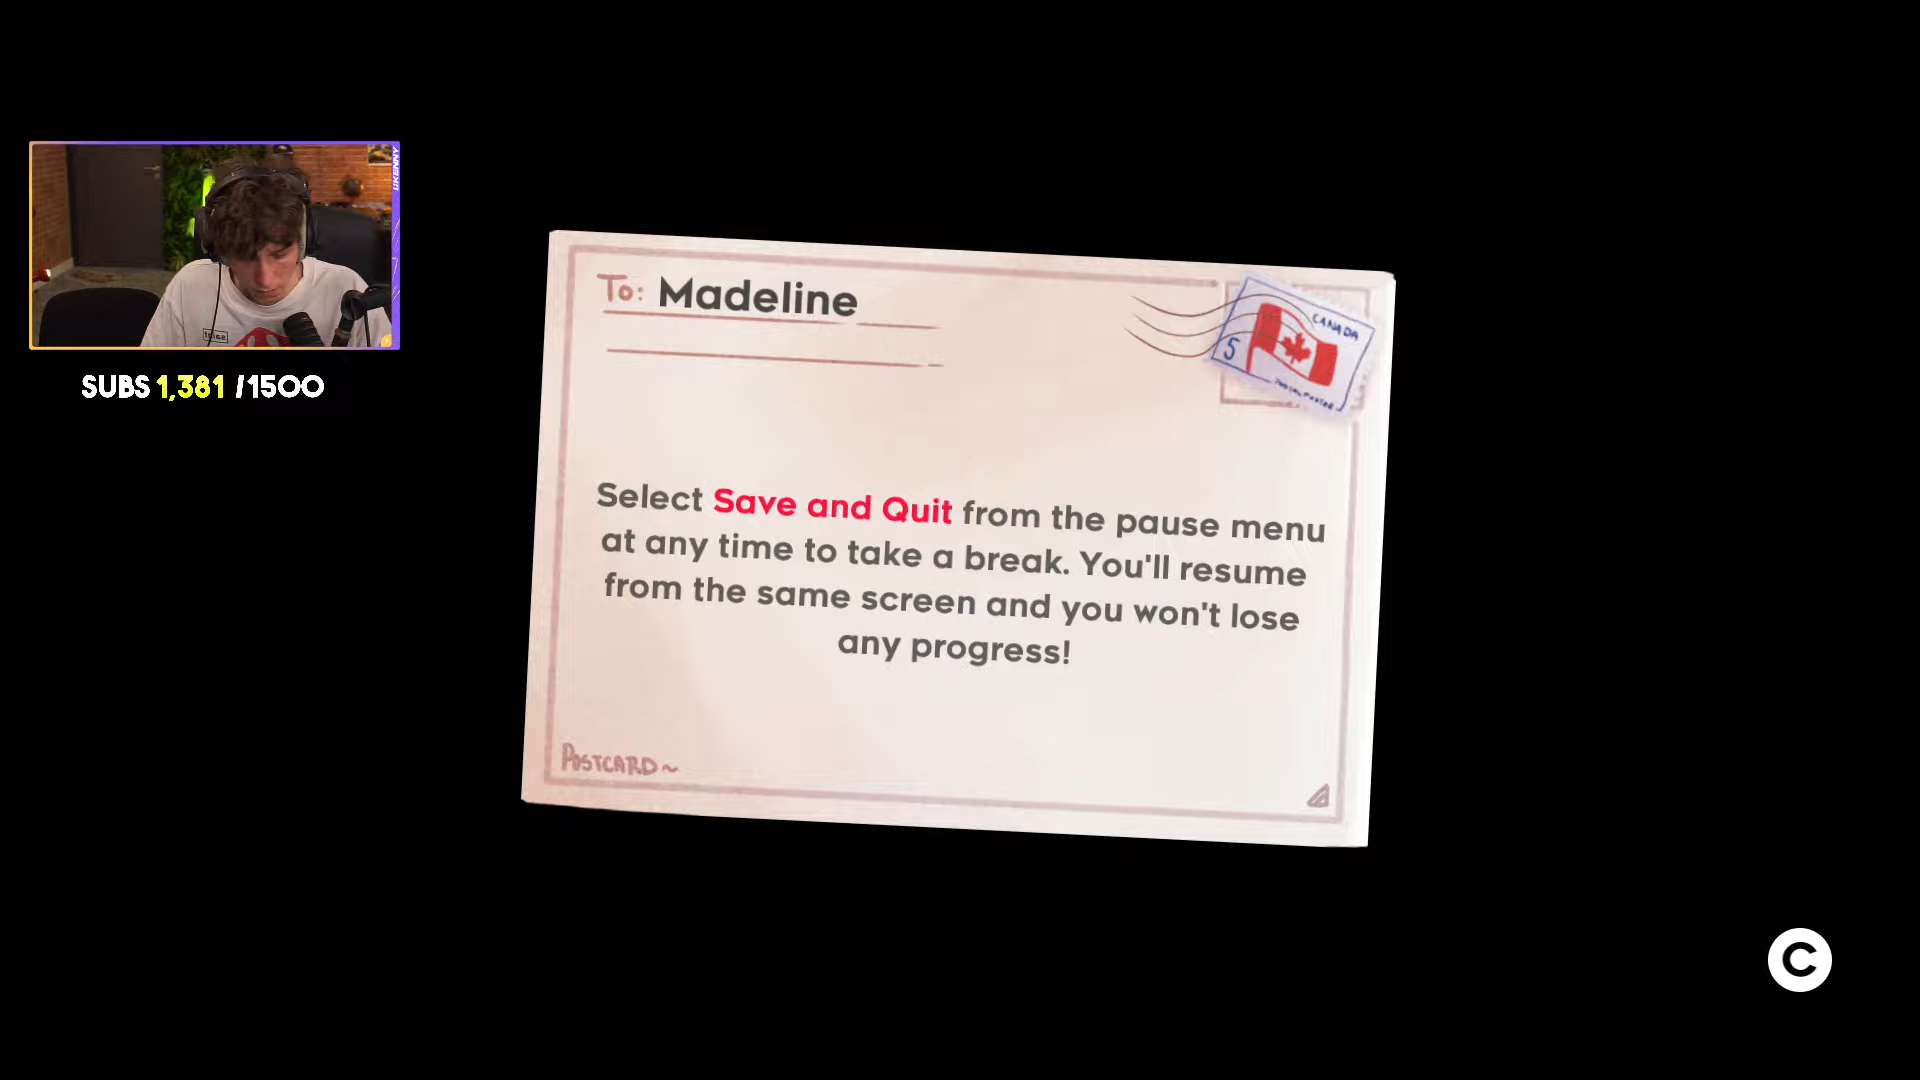 To: Madeline
CANADA
5
SUBS 1,381 /1500
Select Save and Quit from the pause menu
at any time to take a break. You'll resume
from the same screen and you won't lose
any progress!
POSTCARD~
C